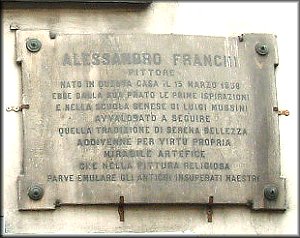 ALESSANDRO FRANCHI
PITTORE
NATO IN QUESTA CASA IL 15 MARZO 1838
EBBE DALLA SUA PRATO LE PRIME ISPIRAZIONI
E NELLA SCUOLA SENESE DI LUIGI MUSSINI
AVVALORATO A SEGUIRE
QUELLA TRADIZIONE DI SERENA BELLEZZA
ADDIVENNE PER VIRTÙ PROPRIA
MIRABILE ARTEFICE
CHE NELLA PITTURA RELIGIOSA
PARVE EMULARE GLI ANTICHI INSUPERATI MAESTRI